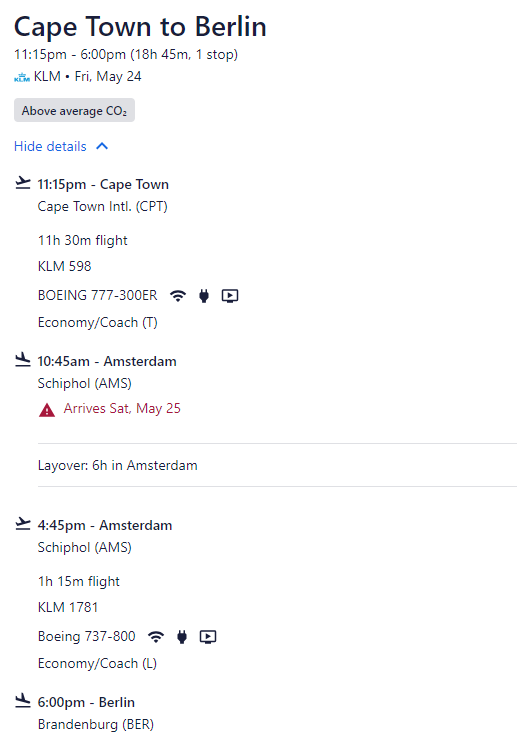 Cape Town to Berlin
11:15pm - 6:00pm (18h 45m, 1 stop)
KLM KLM • Fri, May 24
Above average CO₂
Hide details
11:15pm - Cape Town
Cape Town Intl. (CPT)
11h 30m flight
KLM 598
BOEING 777-300ER
Economy/Coach (T)
10:45am - Amsterdam
Schiphol (AMS)
Arrives Sat, May 25
Layover: 6h in Amsterdam
4:45pm - Amsterdam
Schiphol (AMS)
1h 15m flight
KLM 1781
Boeing 737-800
Economy/Coach (L)
6:00pm - Berlin
Brandenburg (BER)